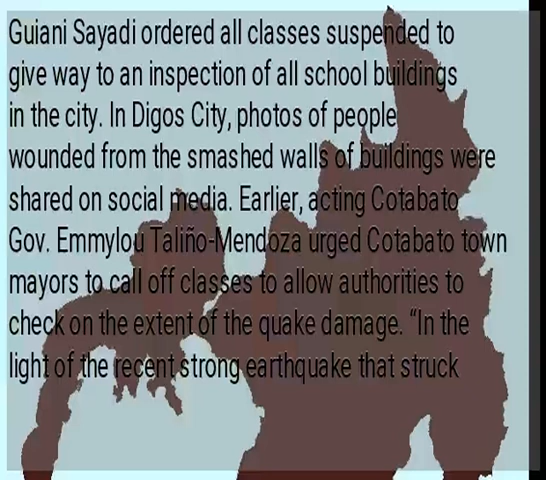 Guiani Sayadi ordered all classes suspended to
give way to an inspection of all school buildings
in the city. In Digos City, photos of people
wounded from the smashed walls of buildings were
shared on social media. Earlier, acting Cotabato
Gov. Emmylou Taliño-Mendoza urged Cotabato town
mayors to call off classes to allow authorities to
check on the extent of the quake damage. “In the
light of the recent strong earthquake that struck